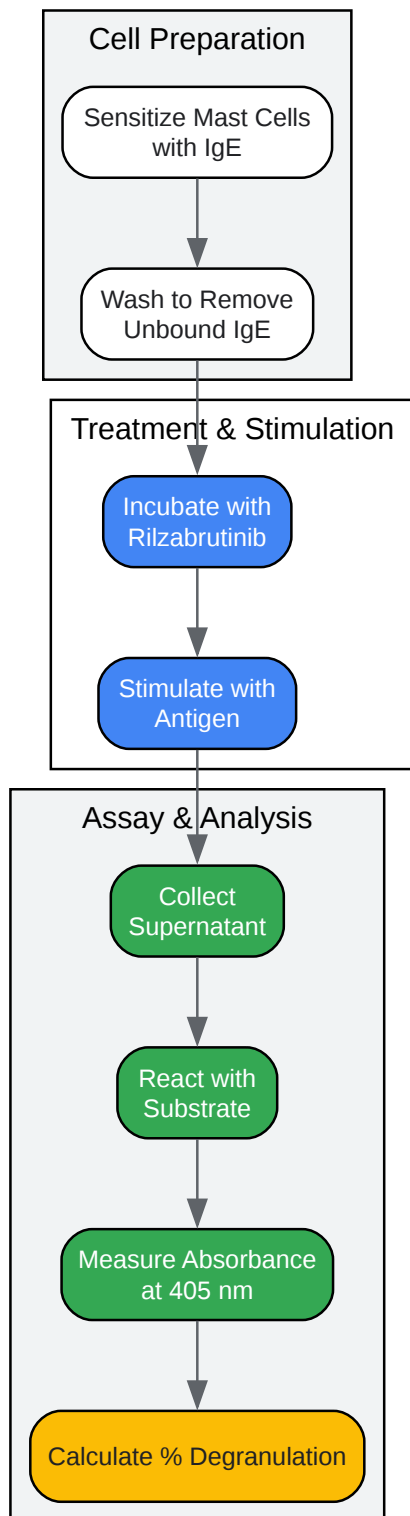 Cell Preparation
Sensitize Mast Cells
with IgE
Wash to Remove
Unbound IgE
Treatment & Stimulation
Incubate with
Rilzabrutinib
Stimulate with
Antigen
Assay & Analysis
Collect
Supernatant
React with
Substrate
Measure Absorbance
at 405 nm
Calculate % Degranulation